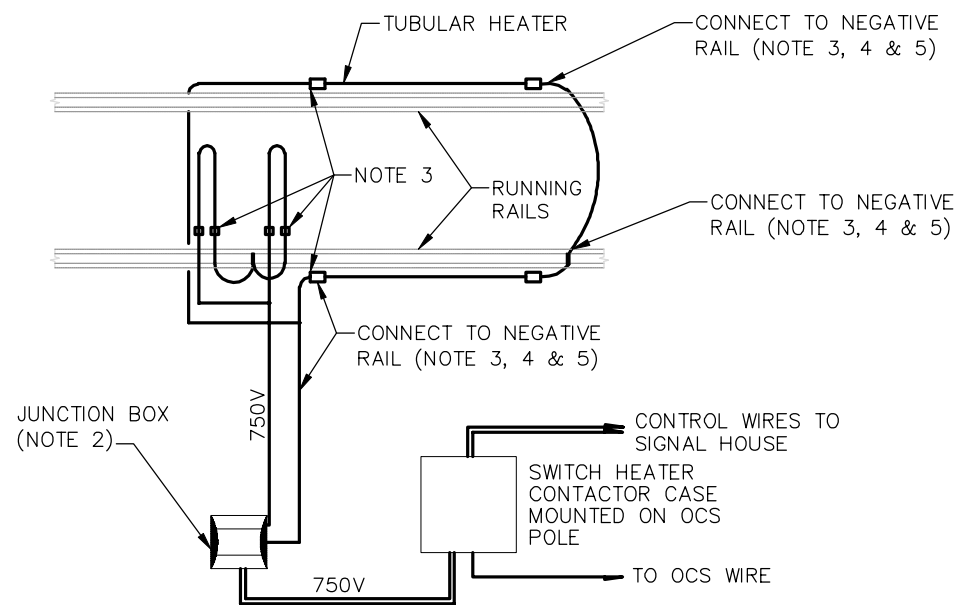 TUBULAR HEATER
CONNECT TO NEGATIVE
RAIL (NOTE 3, 4 & 5)
NOTE 3
RUNNING
RAILS
CONNECT TO NEGATIVE
RAIL (NOTE 3, 4 & 5)
CONNECT TO NEGATIVE
RAIL (NOTE 3, 4 & 5)
750V
JUNCTION BOX
(NOTE 2)
CONTROL WIRES TO
SIGNAL HOUSE
SWITCH HEATER
CONTACTOR CASE
MOUNTED ON OCS
POLE
750V
TO OCS WIRE